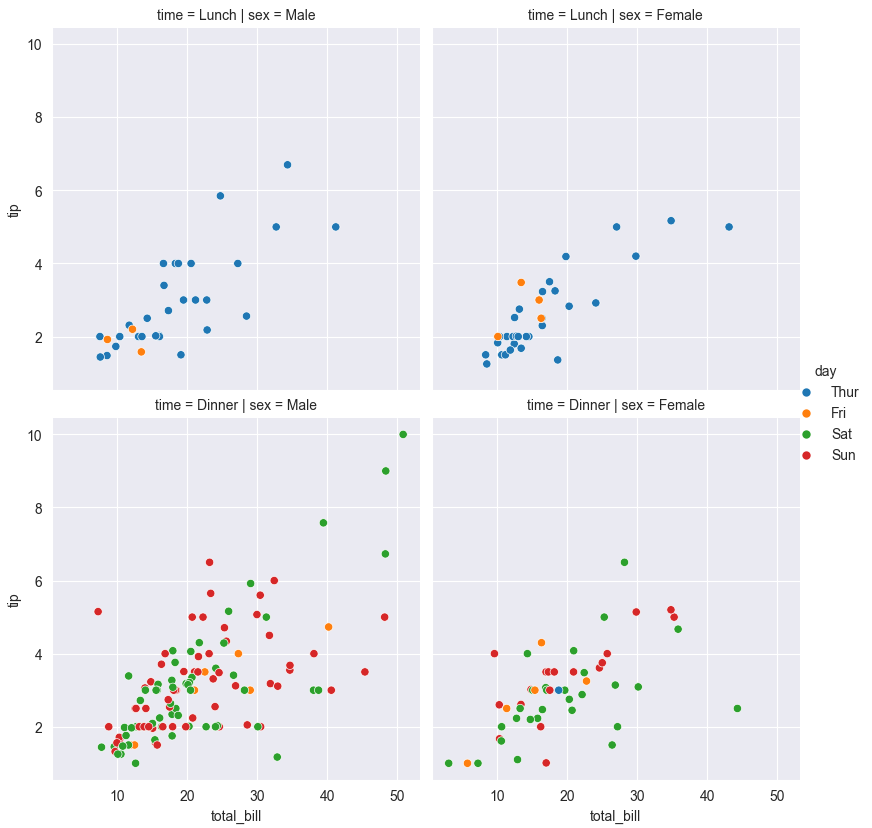 time = Lunch | sex = Male
time = Lunch | sex = Female
10
8
6
4
2
tip
time = Dinner | sex = Male
time = Dinner | sex = Female
10
8
6
4
2
tip
10 20 30 40 50
total_bill
10 20 30 40 50
total_bill
day
Thur
Fri
Sat
Sun